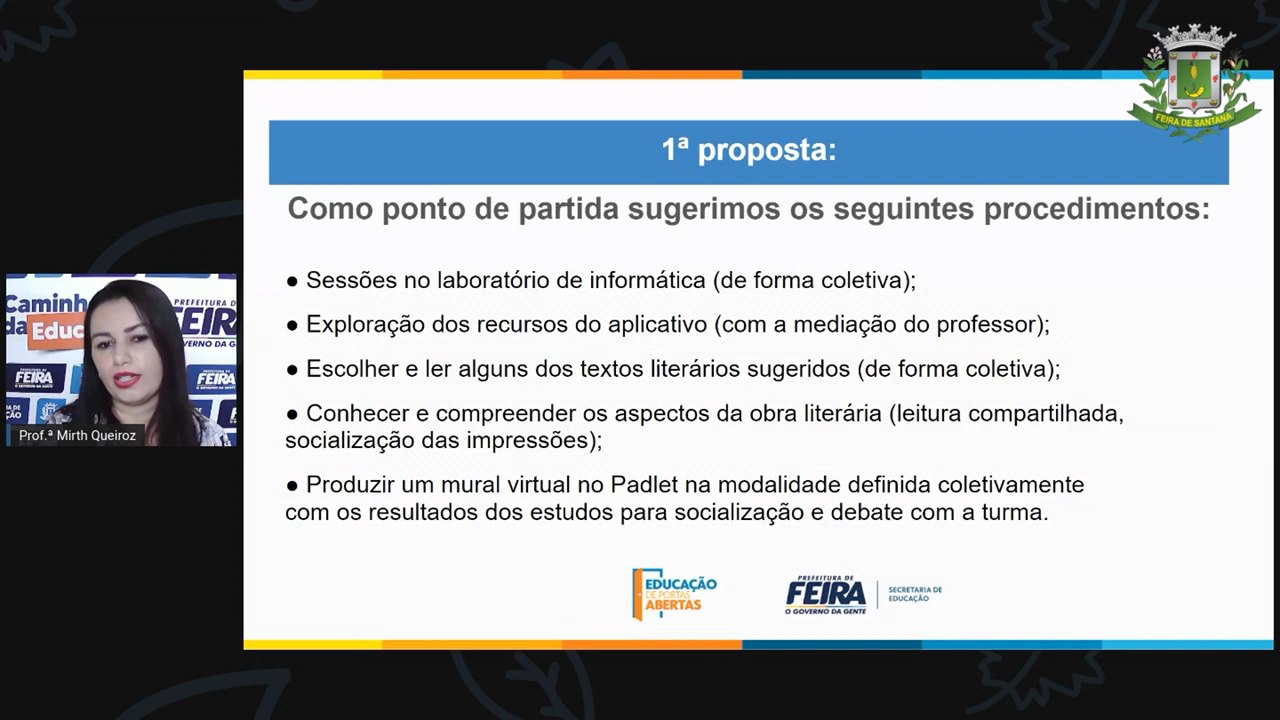 FEIRA DE SANTANA
1ª proposta:
Como ponto de partida sugerimos os seguintes procedimentos:
● Sessões no laboratório de informática (de forma coletiva);
● Exploração dos recursos do aplicativo (com a mediação do professor);
● Escolher e ler alguns dos textos literários sugeridos (de forma coletiva);
● Conhecer e compreender os aspectos da obra literária (leitura compartilhada,
socialização das impressões);
● Produzir um mural virtual no Padlet na modalidade definida coletivamente
com os resultados dos estudos para socialização e debate com a turma.
Caminh
da Educ
PREFEITURA DE
FEIRA
O GOVERNO DA GENTE
FEIRA
FEIRA
Prof.ª Mirth Queiroz
EDUCAÇÃO
DE PORTAS
ABERTAS
PREFEITURA DE
FEIRA
O GOVERNO DA GENTE
SECRETARIA DE
EDUCAÇÃO